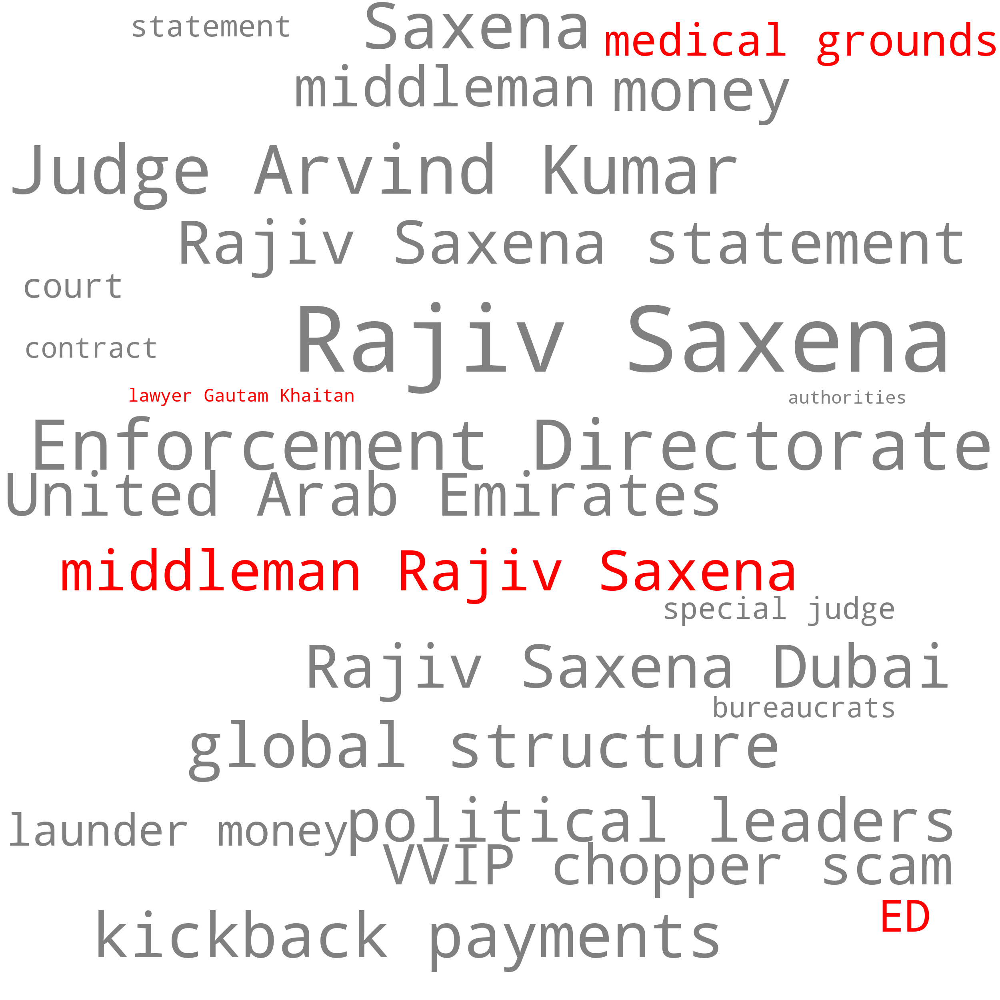 statement Saxena medical grounds
middleman money
Judge Arvind Kumar
Rajiv Saxena statement
court
Rajiv Saxena
contract
lawyer Gautam Khaitan authorities
Enforcement Directorate
United Arab Emirates
middleman Rajiv Saxena
special judge
Rajiv Saxena Dubai
bureaucrats
global structure
launder money political leaders
VVIP chopper scam
ED
kickback payments